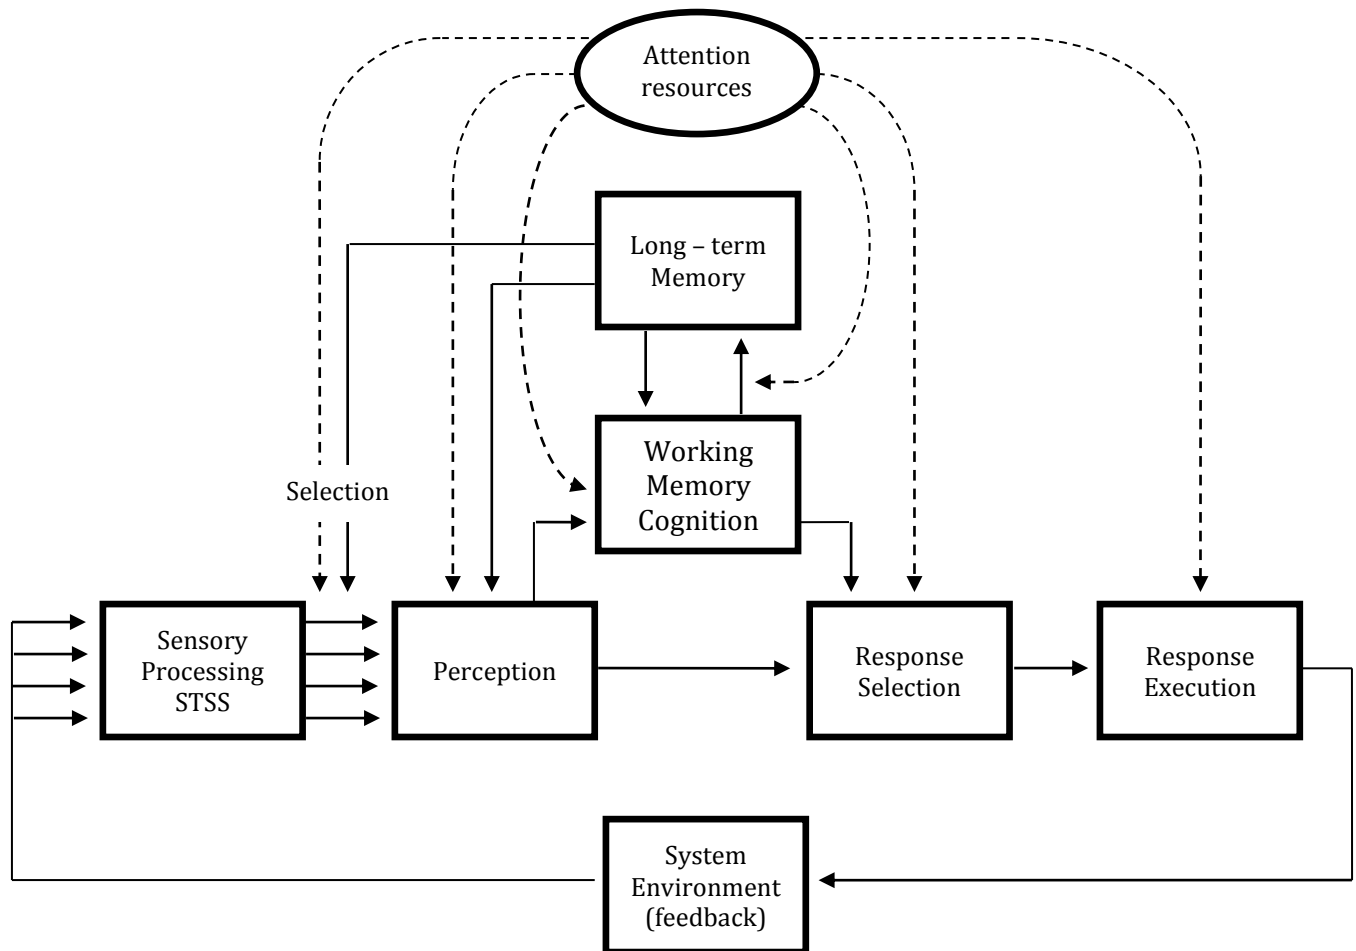 Attention
resources
Long – term
Memory
Working
Memory
Cognition
Selection
Sensory
Processing
STSS
Perception
Response
Selection
Response
Execution
System
Environment
(feedback)